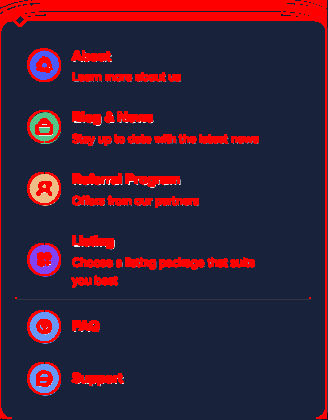 About
Learn more about us
Blog & News
Stay up to date with the latest news
Referral Program
Offers from our partners
Listing
Choose a listing package that suits
you best
FAQ
Support